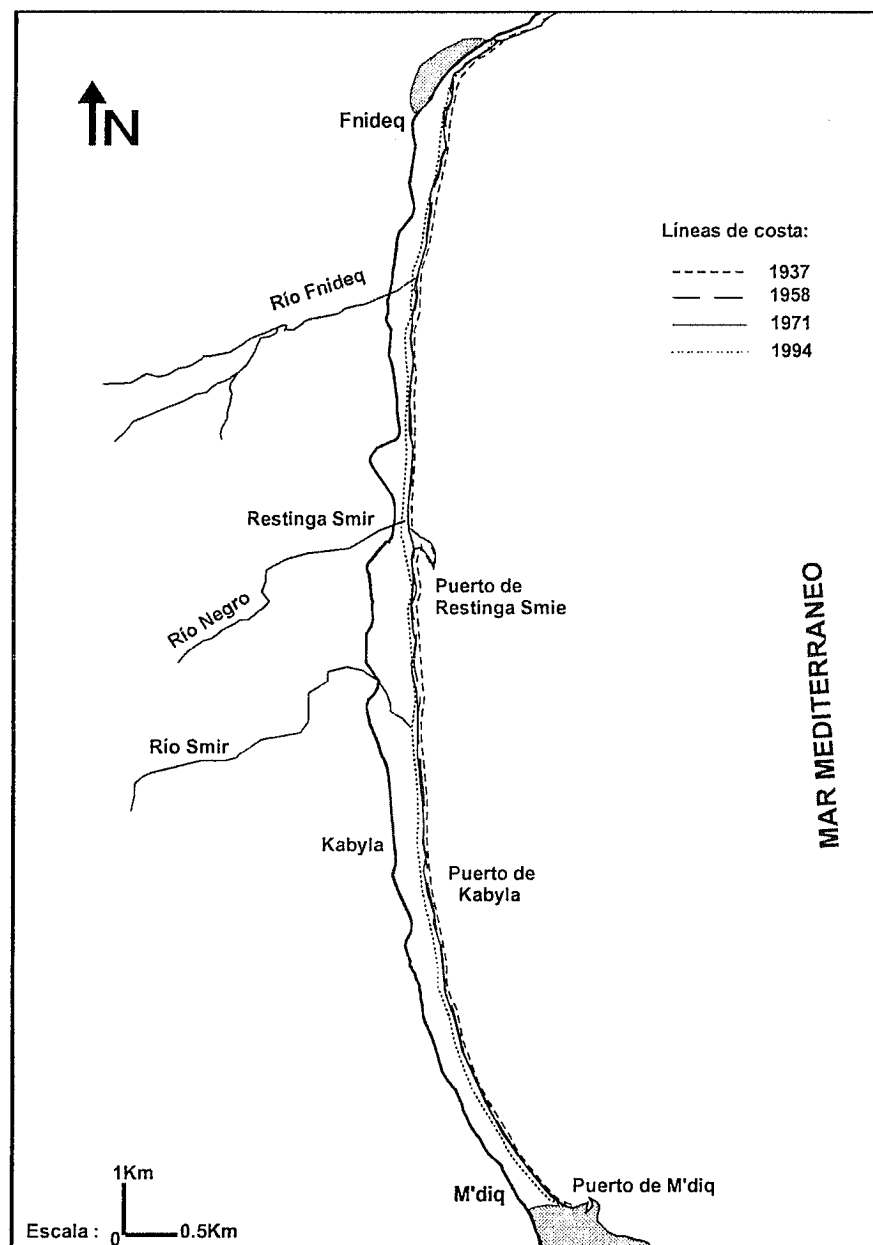 N
Fnideq
Líneas de costa:
1937
1958
1971
1994
Río Fnideq
Restinga Smir
Puerto de
Restinga Smie
Río Negro
MAR MEDITERRANEO
Río Smir
Kabyla
Puerto de
Kabyla
1Km
M'diq
Puerto de M'diq
Escala : 0 0.5Km